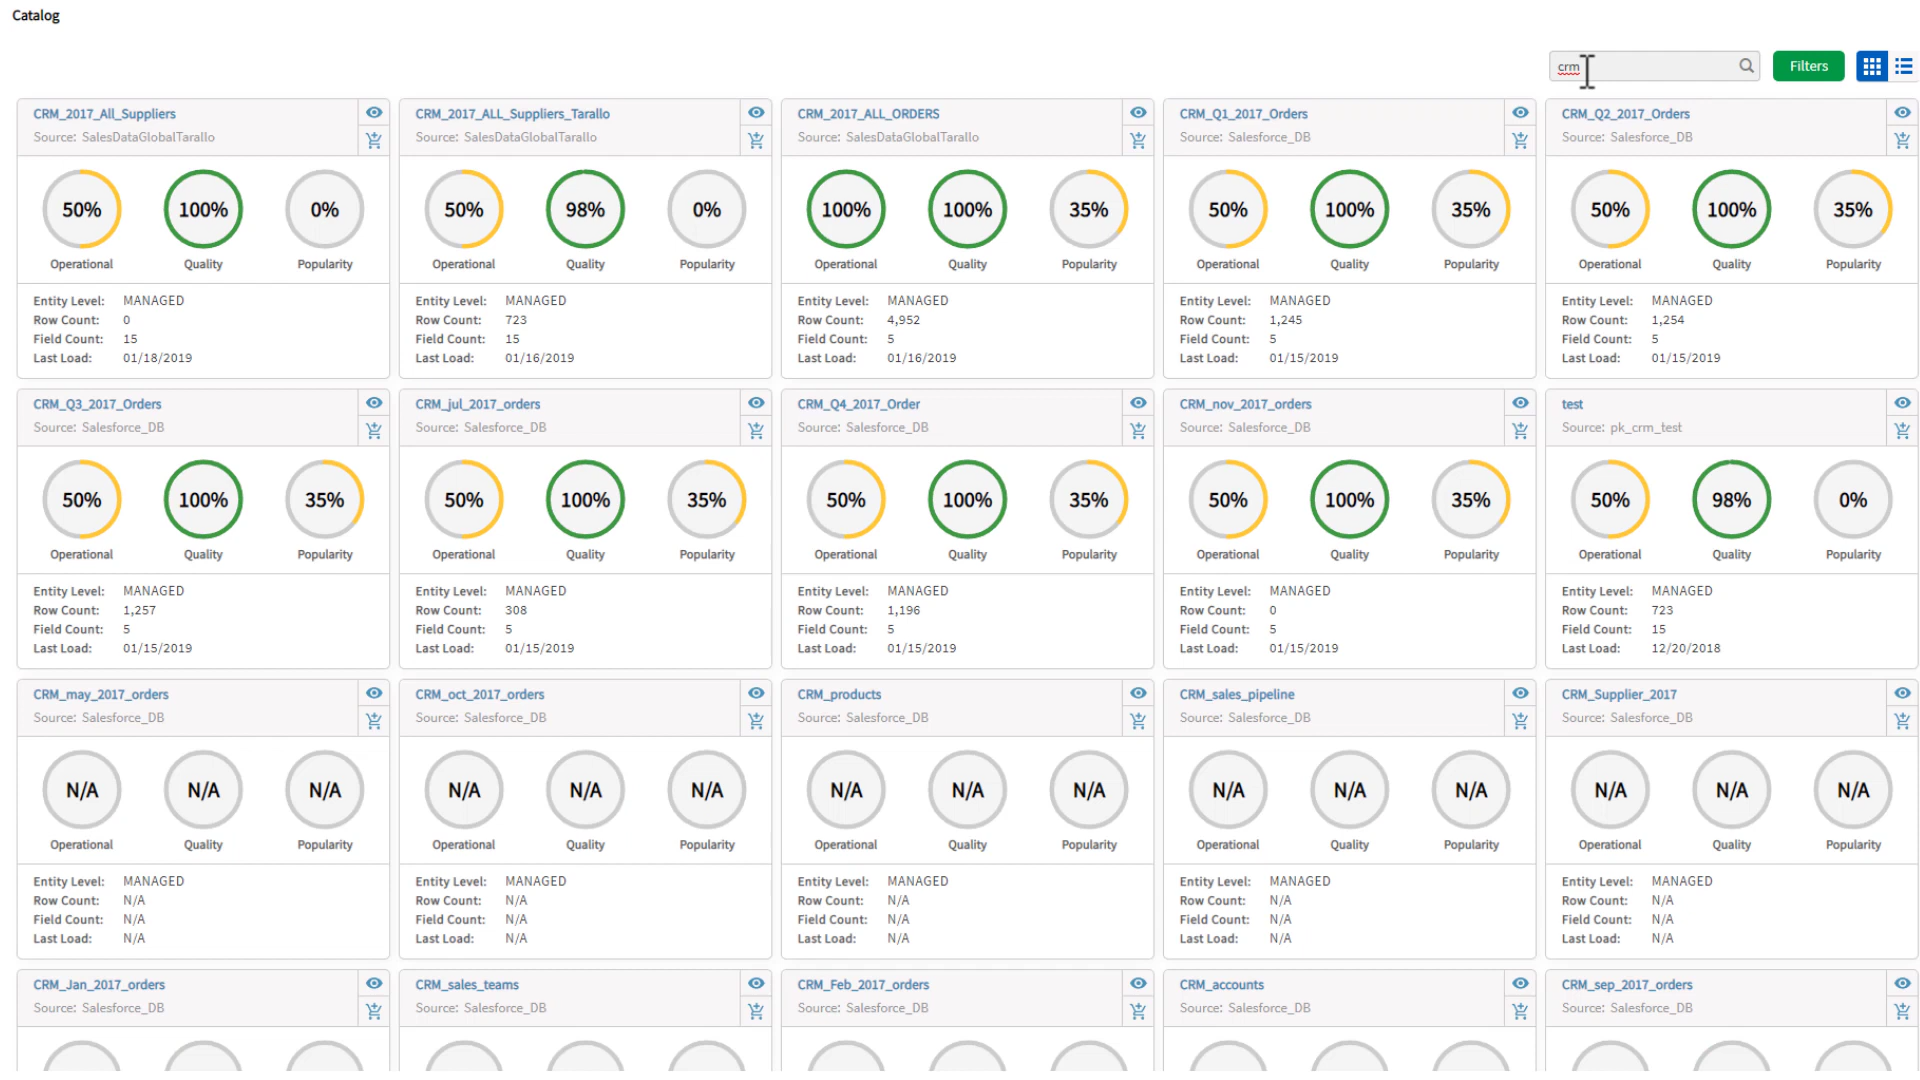 Catalog
crm
Filters
CRM_2017_All_Suppliers
Source: SalesDataGlobalTarallo
50% 100% 0%
Operational Quality Popularity
Entity Level: MANAGED
Row Count: 0
Field Count: 15
Last Load: 01/18/2019
CRM_2017_ALL_Suppliers_Tarallo
Source: SalesDataGlobalTarallo
50% 98% 0%
Operational Quality Popularity
Entity Level: MANAGED
Row Count: 723
Field Count: 15
Last Load: 01/16/2019
CRM_2017_ALL_ORDERS
Source: SalesDataGlobalTarallo
100% 100% 35%
Operational Quality Popularity
Entity Level: MANAGED
Row Count: 4,952
Field Count: 5
Last Load: 01/16/2019
CRM_Q1_2017_Orders
Source: Salesforce_DB
50% 100% 35%
Operational Quality Popularity
Entity Level: MANAGED
Row Count: 1,245
Field Count: 5
Last Load: 01/15/2019
CRM_Q2_2017_Orders
Source: Salesforce_DB
50% 100% 35%
Operational Quality Popularity
Entity Level: MANAGED
Row Count: 1,254
Field Count: 5
Last Load: 01/15/2019
CRM_Q3_2017_Orders
Source: Salesforce_DB
50% 100% 35%
Operational Quality Popularity
Entity Level: MANAGED
Row Count: 1,257
Field Count: 5
Last Load: 01/15/2019
CRM_jul_2017_orders
Source: Salesforce_DB
50% 100% 35%
Operational Quality Popularity
Entity Level: MANAGED
Row Count: 308
Field Count: 5
Last Load: 01/15/2019
CRM_Q4_2017_Order
Source: Salesforce_DB
50% 100% 35%
Operational Quality Popularity
Entity Level: MANAGED
Row Count: 1,196
Field Count: 5
Last Load: 01/15/2019
CRM_nov_2017_orders
Source: Salesforce_DB
50% 100% 35%
Operational Quality Popularity
Entity Level: MANAGED
Row Count: 0
Field Count: 5
Last Load: 01/15/2019
test
Source: pk_crm_test
50% 98% 0%
Operational Quality Popularity
Entity Level: MANAGED
Row Count: 723
Field Count: 15
Last Load: 12/20/2018
CRM_may_2017_orders
Source: Salesforce_DB
N/A N/A N/A
Operational Quality Popularity
Entity Level: MANAGED
Row Count: N/A
Field Count: N/A
Last Load: N/A
CRM_oct_2017_orders
Source: Salesforce_DB
N/A N/A N/A
Operational Quality Popularity
Entity Level: MANAGED
Row Count: N/A
Field Count: N/A
Last Load: N/A
CRM_products
Source: Salesforce_DB
N/A N/A N/A
Operational Quality Popularity
Entity Level: MANAGED
Row Count: N/A
Field Count: N/A
Last Load: N/A
CRM_sales_pipeline
Source: Salesforce_DB
N/A N/A N/A
Operational Quality Popularity
Entity Level: MANAGED
Row Count: N/A
Field Count: N/A
Last Load: N/A
CRM_Supplier_2017
Source: Salesforce_DB
N/A N/A N/A
Operational Quality Popularity
Entity Level: MANAGED
Row Count: N/A
Field Count: N/A
Last Load: N/A
CRM_Jan_2017_orders
Source: Salesforce_DB
CRM_sales_teams
Source: Salesforce_DB
CRM_Feb_2017_orders
Source: Salesforce_DB
CRM_accounts
Source: Salesforce_DB
CRM_sep_2017_orders
Source: Salesforce_DB